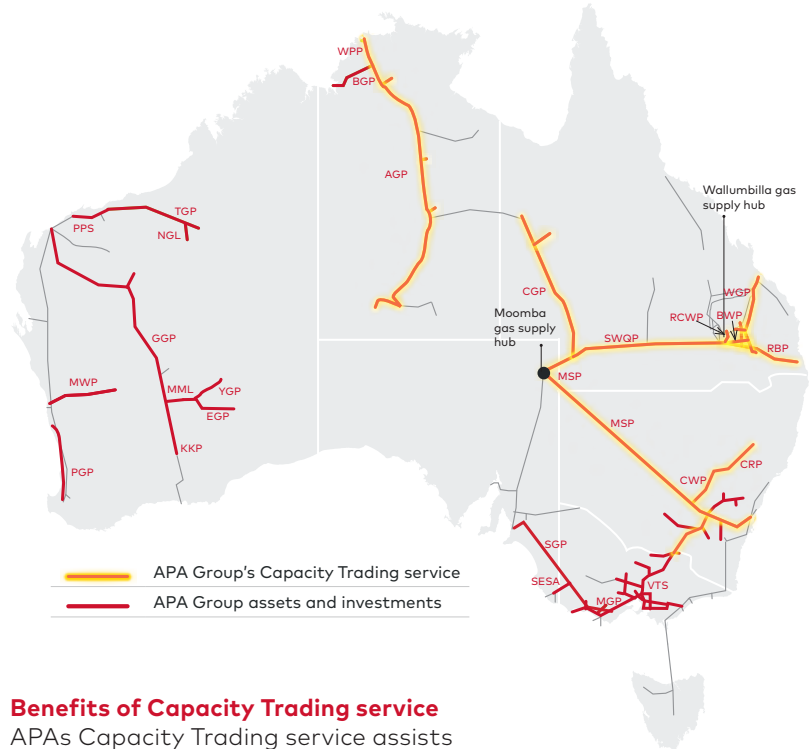 WPP
BGP
AGP
TGP
PPS
NGL
Wallumbilla gas
supply hub
CGP
WGP
Moomba
gas supply
hub
RCWP
BWP
GGP
SWQP
RBP
MSP
MWP
MML
YGP
EGP
MSP
KKP
CRP
PGP
CWP
SGP
APA Group's Capacity Trading service
SESA
VTS
APA Group assets and investments
MGP
Benefits of Capacity Trading service
APAs Capacity Trading service assists